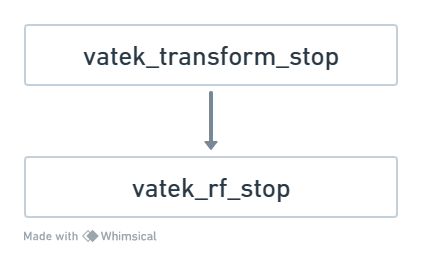 vatek_transform_stop
vatek_rf_stop
Made with Whimsical